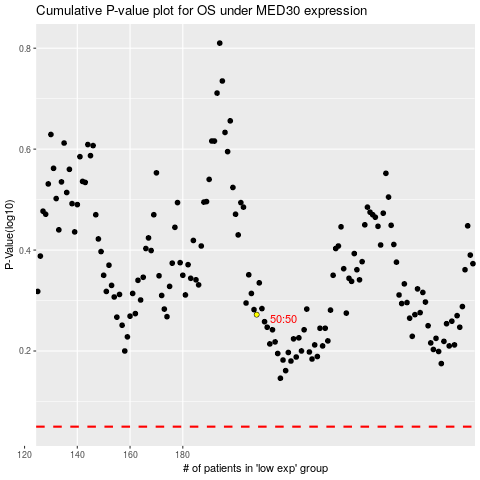 Cumulative P-value plot for OS under MED30 expression
P-Value(log10)
0.8
0.6
0.4
0.2
50:50
120 140 160 180
# of patients in 'low exp' group